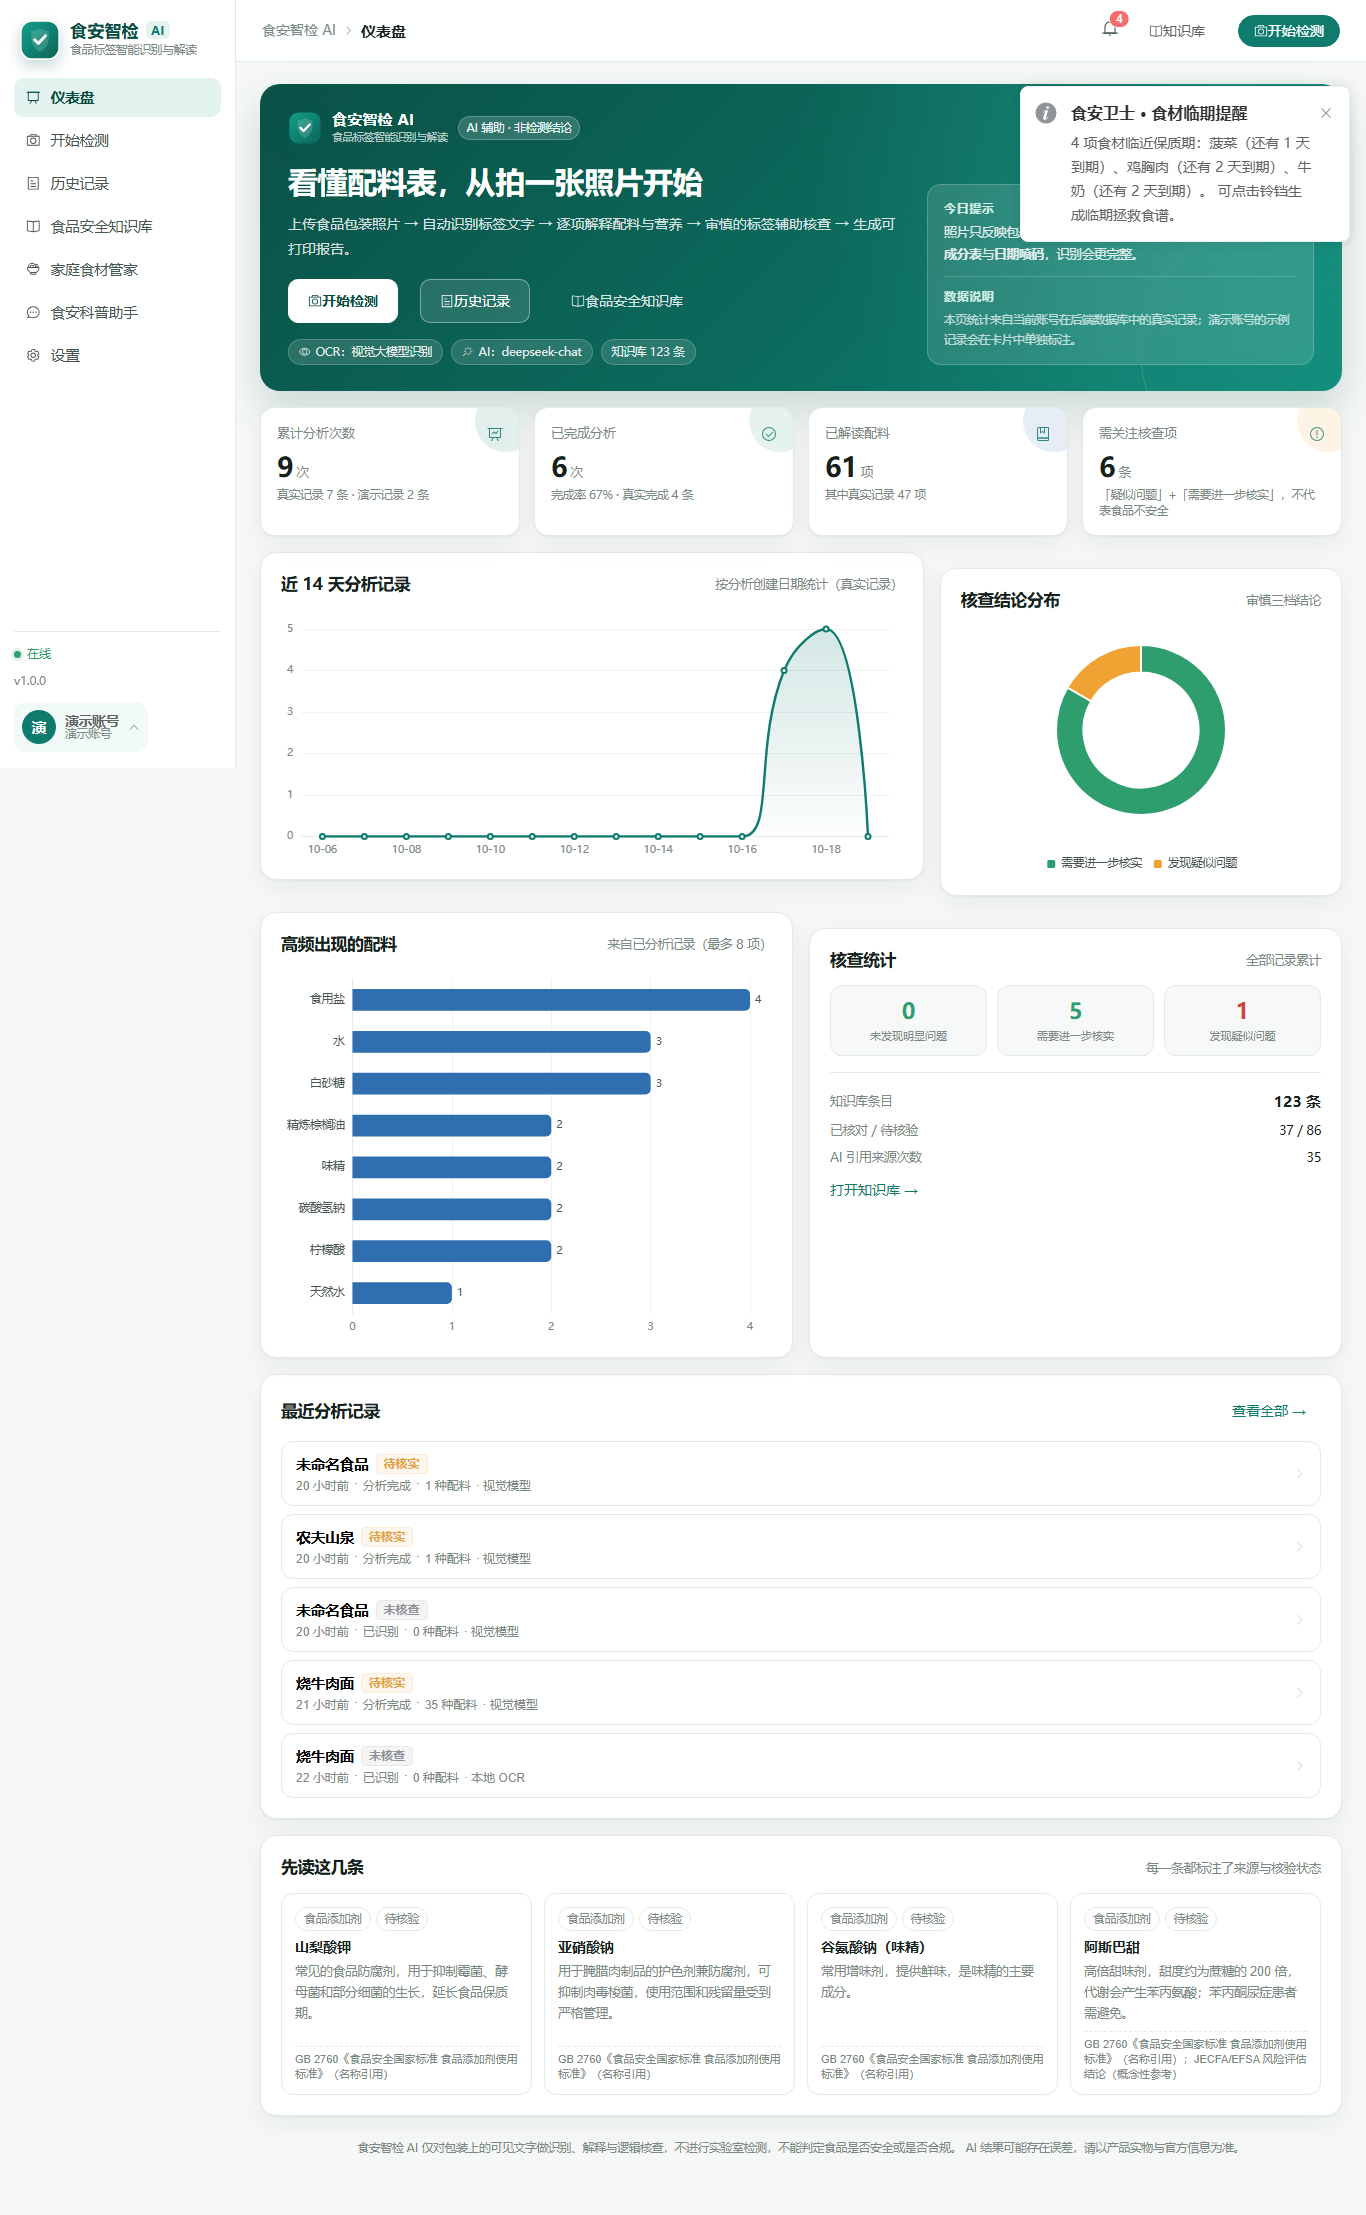 食安智检 AI
食品标签智能识别与解读
仪表盘
开始检测
历史记录
食品安全知识库
家庭食材管家
食安科普助手
设置
在线
v1.0.0
演
演示账号
演示账号
食安智检 AI > 仪表盘
4
知识库
开始检测
食安智检 AI
食品标签智能识别与解读
AI 辅助 · 非检测结论
看懂配料表，从拍一张照片开始
上传食品包装照片 → 自动识别标签文字 → 逐项解释配料与营养 → 审慎的标签辅助核查 → 生成可
打印报告。
开始检测
历史记录
食品安全知识库
OCR：视觉大模型识别
AI：deepseek-chat
知识库 123 条
今日提示
照片只反映包
成分表与日期喷码，识别会更完整。
数据说明
本页统计来自当前账号在后端数据库中的真实记录；演示账号的示例
记录会在卡片中单独标注。
食安卫士 • 食材临期提醒
4 项食材临近保质期：菠菜（还有 1 天
到期）、鸡胸肉（还有 2 天到期）、牛
奶（还有 2 天到期）。 可点击铃铛生
成临期拯救食谱。
累计分析次数
9 次
真实记录 7 条 · 演示记录 2 条
已完成分析
6 次
完成率 67% · 真实完成 4 条
已解读配料
61 项
其中真实记录 47 项
需关注核查项
6 条
「疑似问题」+「需要进一步核实」，不代
表食品不安全
近 14 天分析记录
按分析创建日期统计（真实记录）
5
4
3
2
1
0
10-06 10-08 10-10 10-12 10-14 10-16 10-18
核查结论分布
审慎三档结论
需要进一步核实 发现疑似问题
高频出现的配料
来自已分析记录（最多 8 项）
食用盐 4
水 3
白砂糖 3
精炼棕榈油 2
味精 2
碳酸氢钠 2
柠檬酸 2
天然水 1
0 1 2 3 4
核查统计
全部记录累计
0
未发现明显问题
5
需要进一步核实
1
发现疑似问题
知识库条目 123 条
已核对 / 待核验 37 / 86
AI 引用来源次数 35
打开知识库 →
最近分析记录
查看全部 →
未命名食品 待核实
20 小时前 · 分析完成 · 1 种配料 · 视觉模型
农夫山泉 待核实
20 小时前 · 分析完成 · 1 种配料 · 视觉模型
未命名食品 未核查
20 小时前 · 已识别 · 0 种配料 · 视觉模型
烧牛肉面 待核实
21 小时前 · 分析完成 · 35 种配料 · 视觉模型
烧牛肉面 未核查
22 小时前 · 已识别 · 0 种配料 · 本地 OCR
先读这几条
每一条都标注了来源与核验状态
食品添加剂 待核验
山梨酸钾
常见的食品防腐剂，用于抑制霉菌、酵
母菌和部分细菌的生长，延长食品保质
期。
GB 2760《食品安全国家标准 食品添加剂使用
标准》（名称引用）
食品添加剂 待核验
亚硝酸钠
用于腌腊肉制品的护色剂兼防腐剂，可
抑制肉毒梭菌，使用范围和残留量受到
严格管理。
GB 2760《食品安全国家标准 食品添加剂使用
标准》（名称引用）
食品添加剂 待核验
谷氨酸钠（味精）
常用增味剂，提供鲜味，是味精的主要
成分。
GB 2760《食品安全国家标准 食品添加剂使用
标准》（名称引用）
食品添加剂 待核验
阿斯巴甜
高倍甜味剂，甜度约为蔗糖的 200 倍，
代谢会产生苯丙氨酸；苯丙酮尿症患者
需避免。
GB 2760《食品安全国家标准 食品添加剂使用
标准》（名称引用）；JECFA/EFSA 风险评估
结论（概念性参考）
食安智检 AI 仅对包装上的可见文字做识别、解释与逻辑核查，不进行实验室检测，不能判定食品是否安全或是否合规。 AI 结果可能存在误差，请以产品实物与官方信息为准。